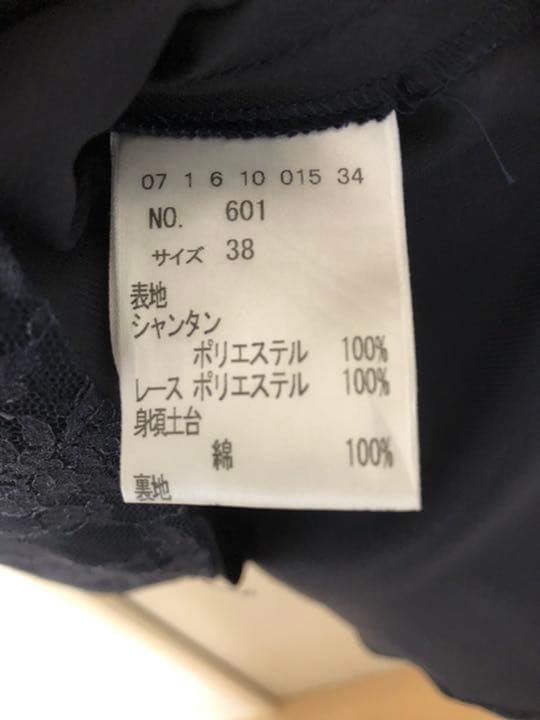 07 1 6 10 015 34
NO. 601
サイズ 38
表地
シャンタン
ポリエステル 100%
レース ポリエステル 100%
身頃土台
綿 100%
裏地